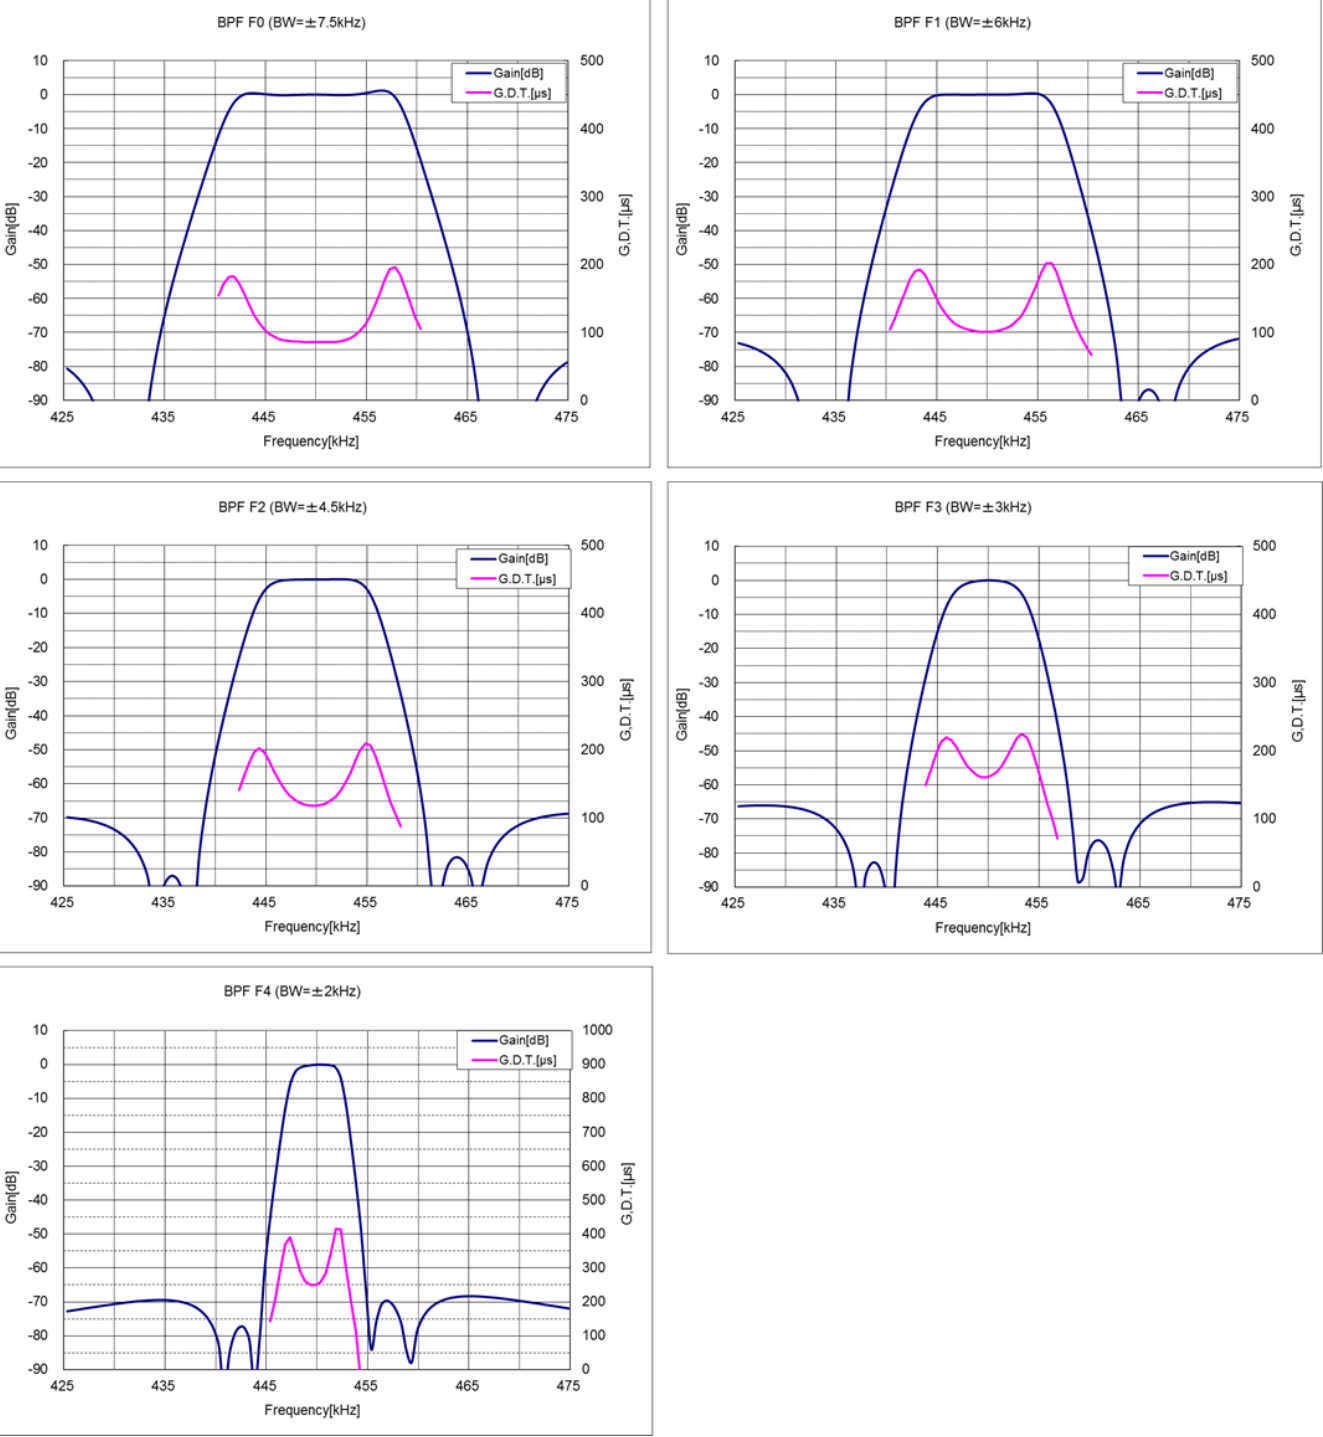 BPF F0 (BW=±7.5kHz)
10
0
-10
-20
-30
-40
-50
-60
-70
-80
-90
Gain[dB]
Gain[dB]
G.D.T.[µs]
500
400
300
200
100
0
G,D.T.[µs]
425 435 445 455 465 475
Frequency[kHz]
BPF F1 (BW=±6kHz)
10
0
-10
-20
-30
-40
-50
-60
-70
-80
-90
Gain[dB]
Gain[dB]
G.D.T.[µs]
500
400
300
200
100
0
G,D.T.[µs]
425 435 445 455 465 475
Frequency[kHz]
BPF F2 (BW=±4.5kHz)
10
0
-10
-20
-30
-40
-50
-60
-70
-80
-90
Gain[dB]
Gain[dB]
G.D.T.[µs]
500
400
300
200
100
0
G,D.T.[µs]
425 435 445 455 465 475
Frequency[kHz]
BPF F3 (BW=±3kHz)
10
0
-10
-20
-30
-40
-50
-60
-70
-80
-90
Gain[dB]
Gain[dB]
G.D.T.[µs]
500
400
300
200
100
0
G,D.T.[µs]
425 435 445 455 465 475
Frequency[kHz]
BPF F4 (BW=±2kHz)
10
0
-10
-20
-30
-40
-50
-60
-70
-80
-90
Gain[dB]
Gain[dB]
G.D.T.[µs]
1000
900
800
700
600
500
400
300
200
100
0
G,D.T.[µs]
425 435 445 455 465 475
Frequency[kHz]